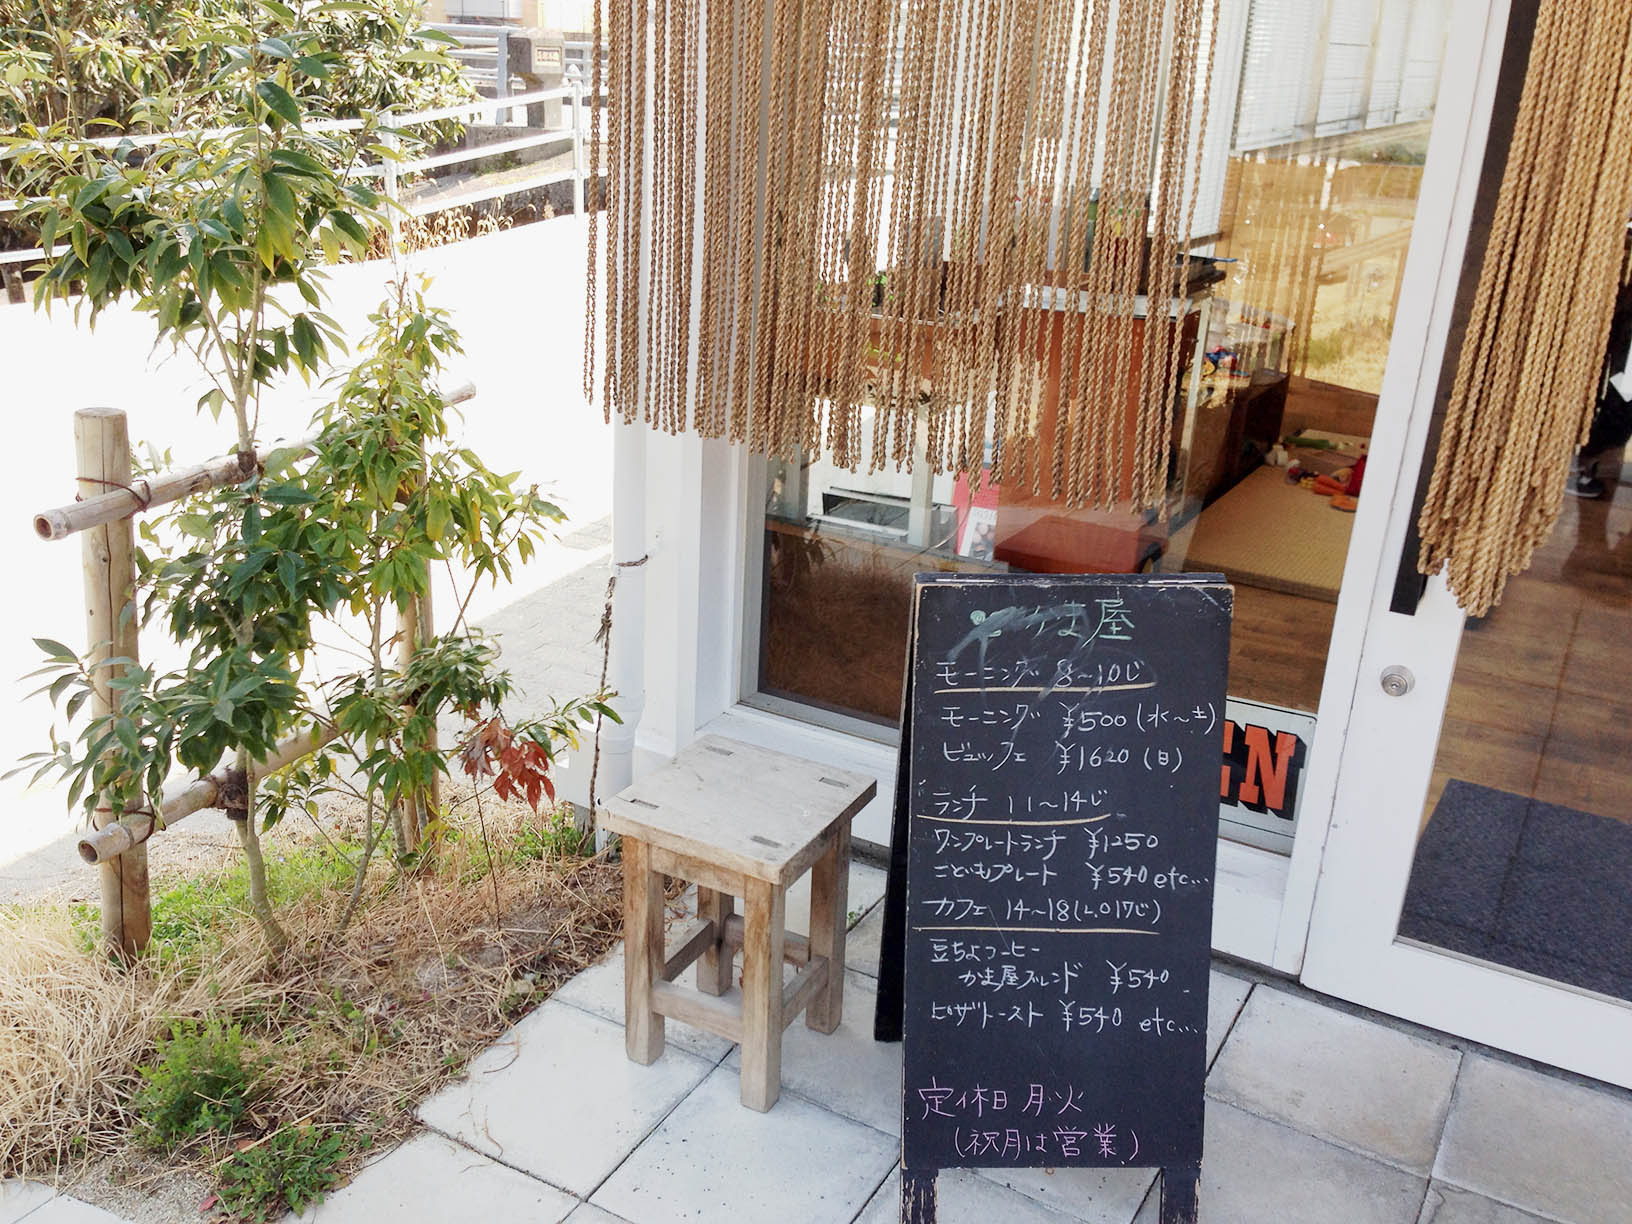 かま屋
モーニング 8~10じ
モーニング ¥500(水~土)
ビュッフェ ¥1620(日)
ランチ 11~14じ
ワンプレートランチ ¥1250
こどもプレート ¥540 etc...
カフェ 14~18(L.O17じ)
豆ちよコーヒー
かま屋ブレンド ¥540
ピザトースト ¥540 etc...
定休日 月・火
(祝月は営業)
EN